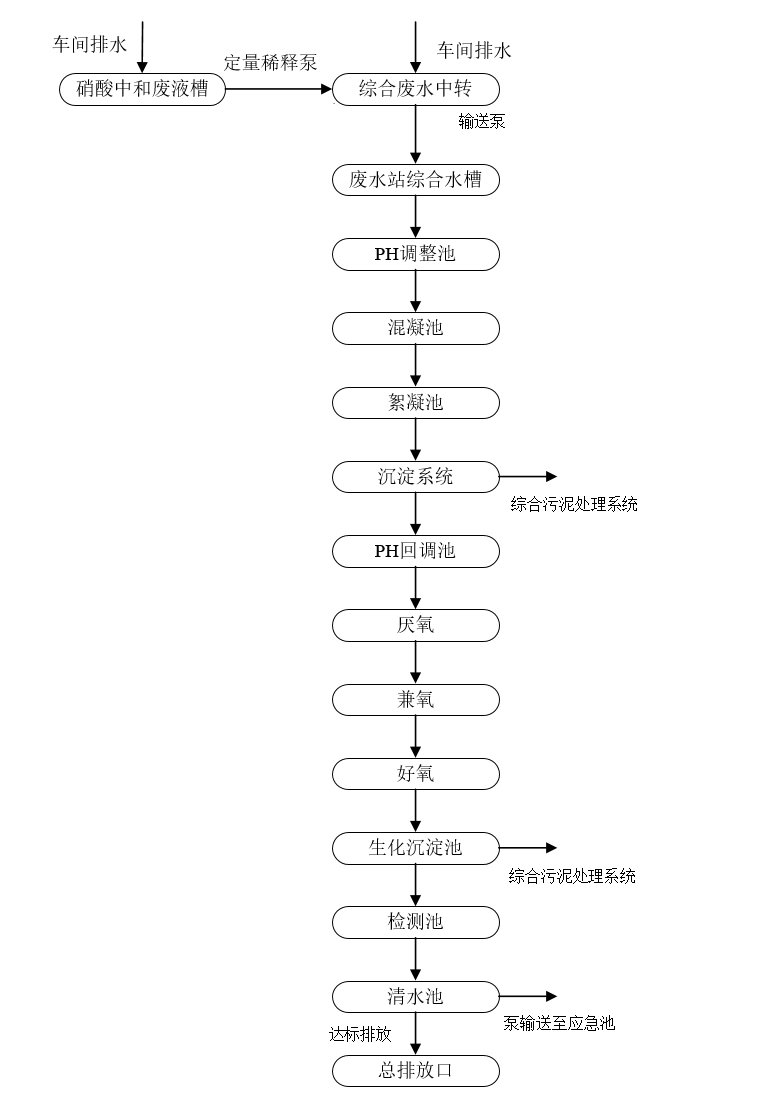 车间排水
车间排水
定量稀释泵
硝酸中和废液槽
综合废水中转
输送泵
废水站综合水槽
PH调整池
混凝池
絮凝池
沉淀系统
综合污泥处理系统
PH回调池
厌氧
兼氧
好氧
生化沉淀池
综合污泥处理系统
检测池
清水池
泵输送至应急池
达标排放
总排放口